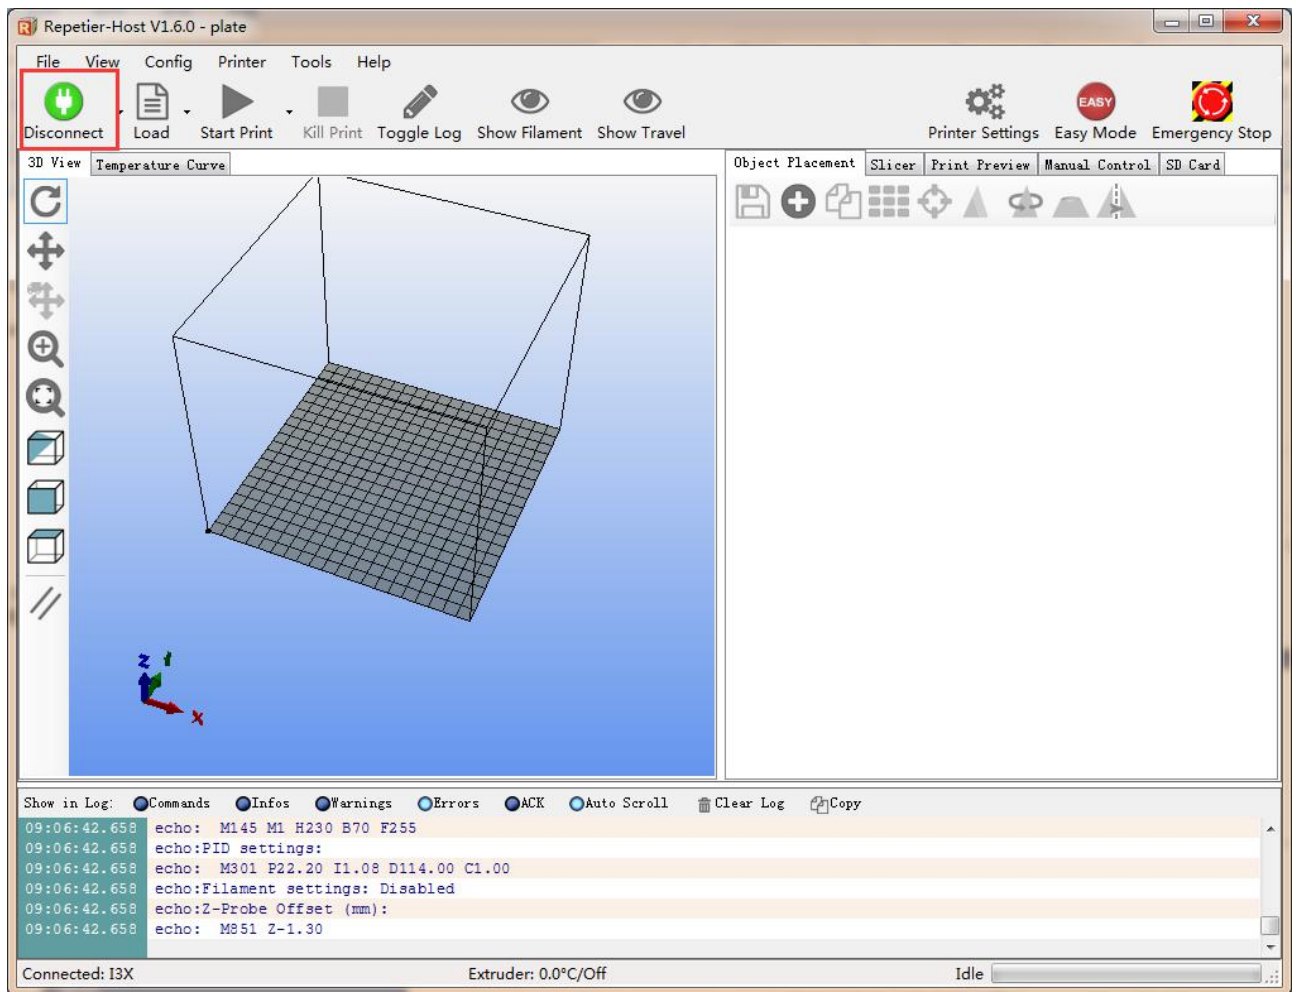 Repetier-Host V1.6.0 - plate
File View Config Printer Tools Help
Disconnect Load Start Print Kill Print Toggle Log Show Filament Show Travel Printer Settings EASY Easy Mode Emergency Stop
3D View Temperature Curve
Object Placement Slicer Print Preview Manual Control SD Card
Z Y
X
Show in Log: Commands Infos Warnings Errors ACK Auto Scroll Clear Log Copy
09:06:42.658 echo: M145 M1 H230 B70 F255
09:06:42.658 echo:PID settings:
09:06:42.658 echo: M301 P22.20 I1.08 D114.00 C1.00
09:06:42.658 echo:Filament settings: Disabled
09:06:42.658 echo:Z-Probe Offset (mm):
09:06:42.658 echo: M851 Z-1.30
Connected: I3X Extruder: 0.0°C/Off Idle